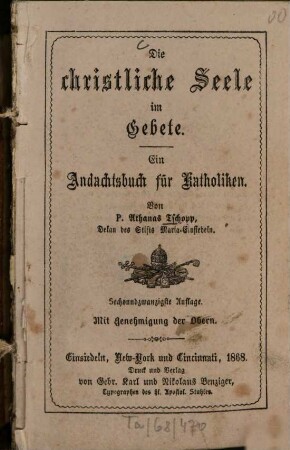 Die
christliche Seele
im
Gebete.
Ein
Andachtsbuch für Katholiken.
Von
P. Athanas Tschopp,
Dekan des Stifts Maria-Einsiedeln.
Sechsundzwanzigste Auflage.
Mit Genehmigung der Obern.
Einsiedeln, New-York und Cincinnati, 1868.
Druck und Verlag
von Gebr. Karl und Nikolaus Benziger,
Typographen des hl. Apostol. Stuhles.